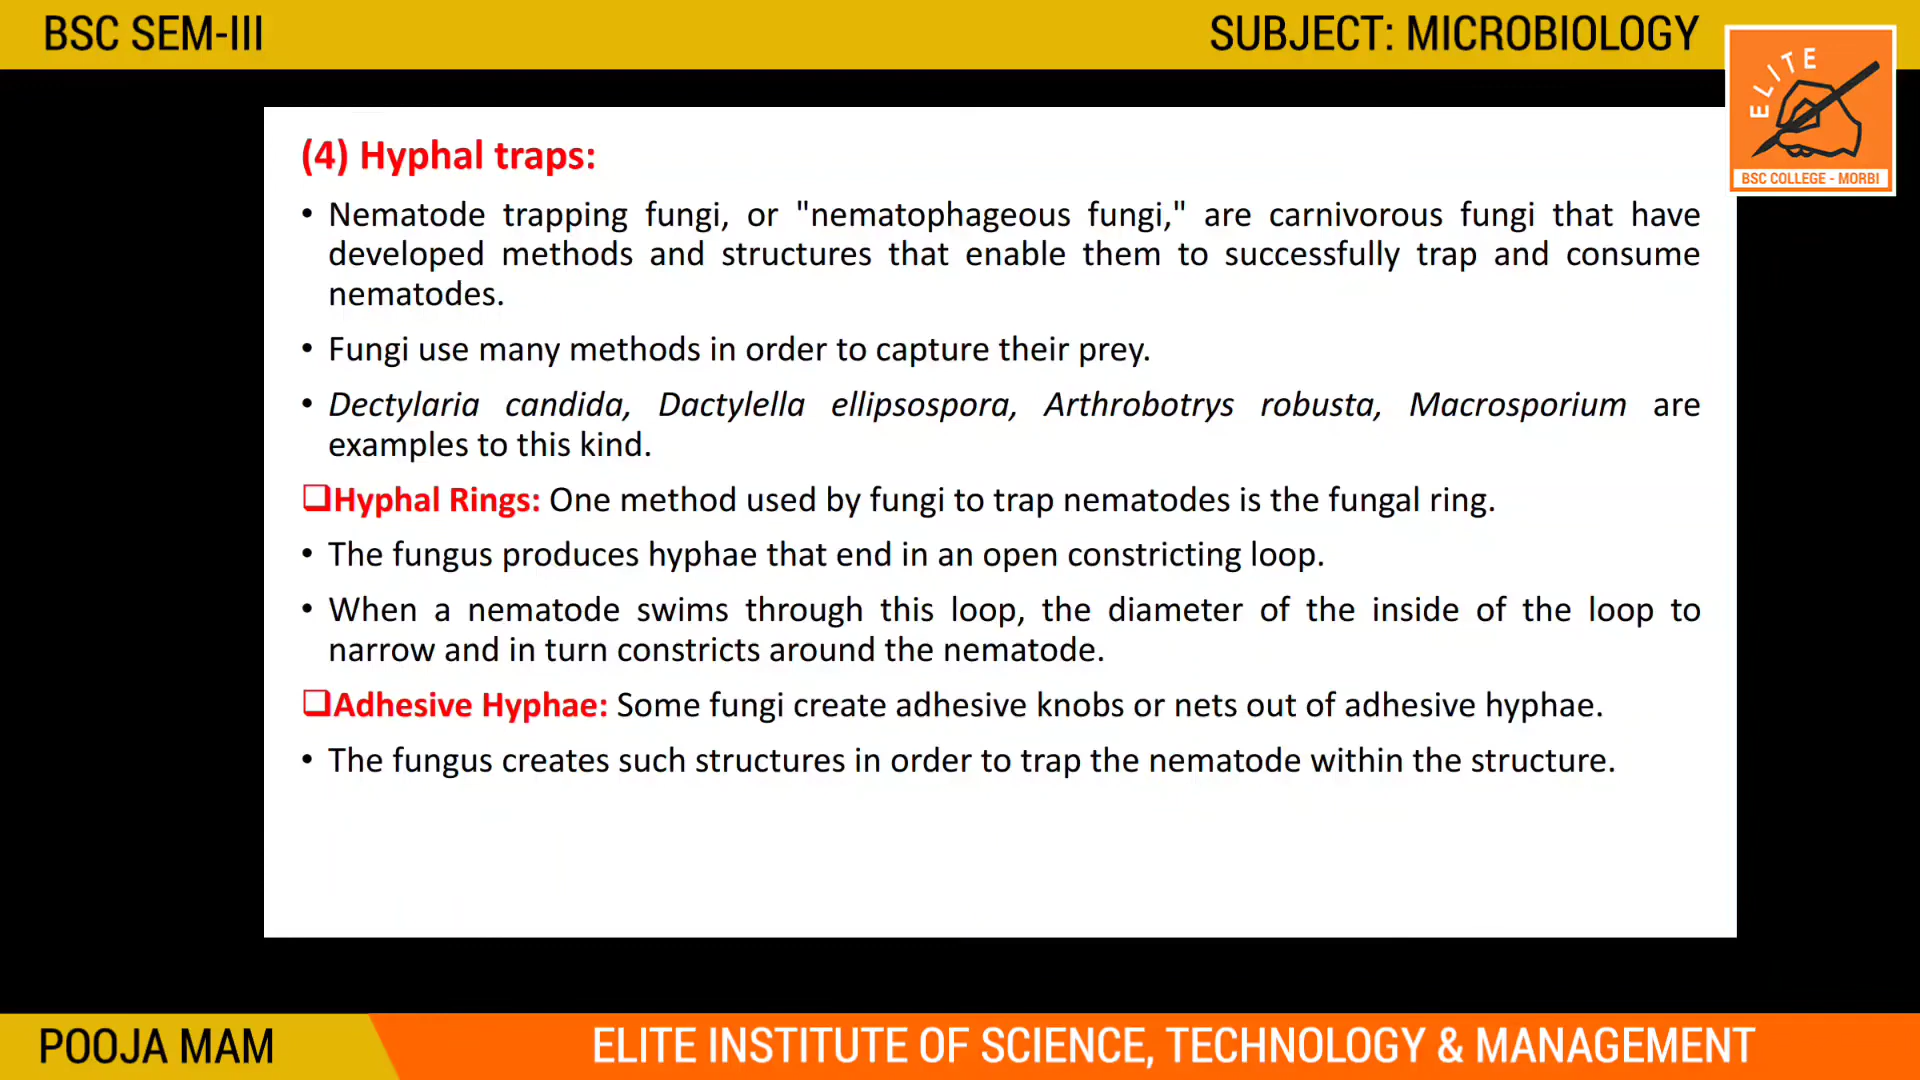 BSC SEM-III
SUBJECT: MICROBIOLOGY
ELITE
BSC COLLEGE - MORBI
(4) Hyphal traps:
• Nematode trapping fungi, or "nematophageous fungi," are carnivorous fungi that have
developed methods and structures that enable them to successfully trap and consume
nematodes.
• Fungi use many methods in order to capture their prey.
• Dectylaria candida, Dactylella ellipsospora, Arthrobotrys robusta, Macrosporium are
examples to this kind.
❑Hyphal Rings: One method used by fungi to trap nematodes is the fungal ring.
• The fungus produces hyphae that end in an open constricting loop.
• When a nematode swims through this loop, the diameter of the inside of the loop to
narrow and in turn constricts around the nematode.
❑Adhesive Hyphae: Some fungi create adhesive knobs or nets out of adhesive hyphae.
• The fungus creates such structures in order to trap the nematode within the structure.
POOJA MAM
ELITE INSTITUTE OF SCIENCE, TECHNOLOGY & MANAGEMENT